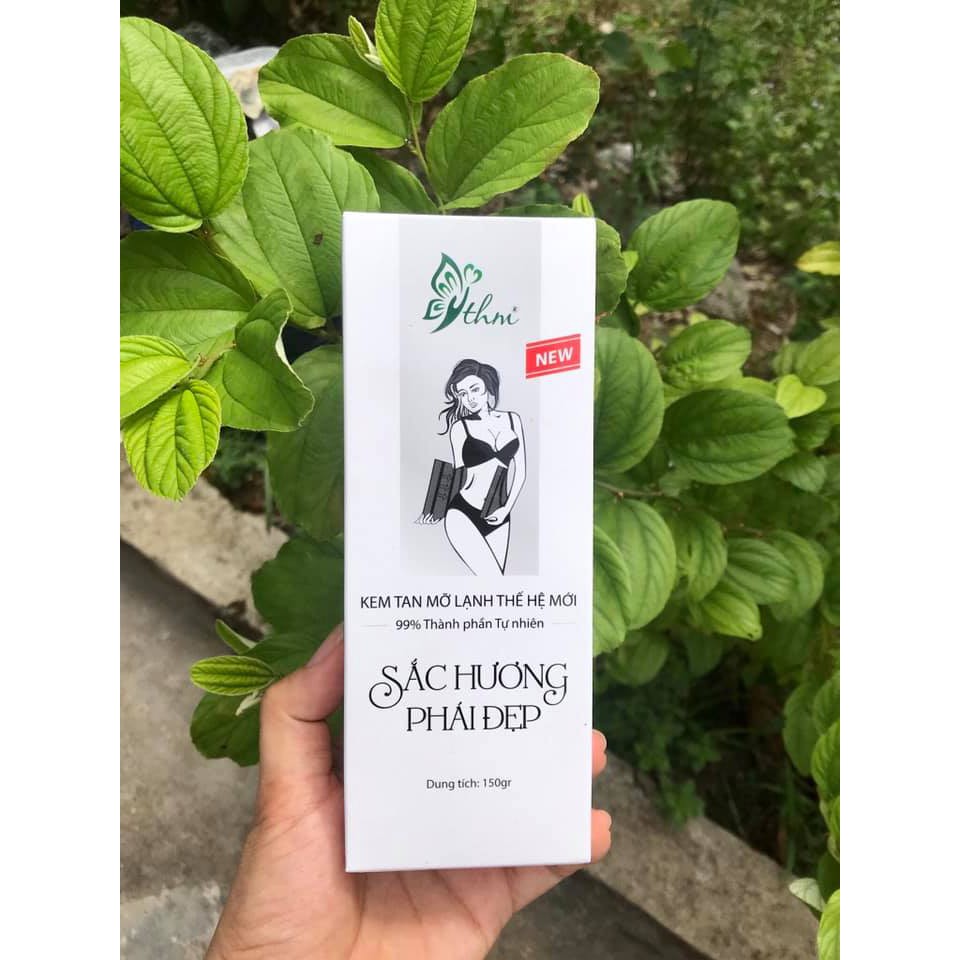 thm
NEW
KEM TAN MỠ LẠNH THẾ HỆ MỚI
99% Thành phần Tự nhiên
SẮC HƯƠNG
PHÁI ĐẸP
Dung tích: 150gr